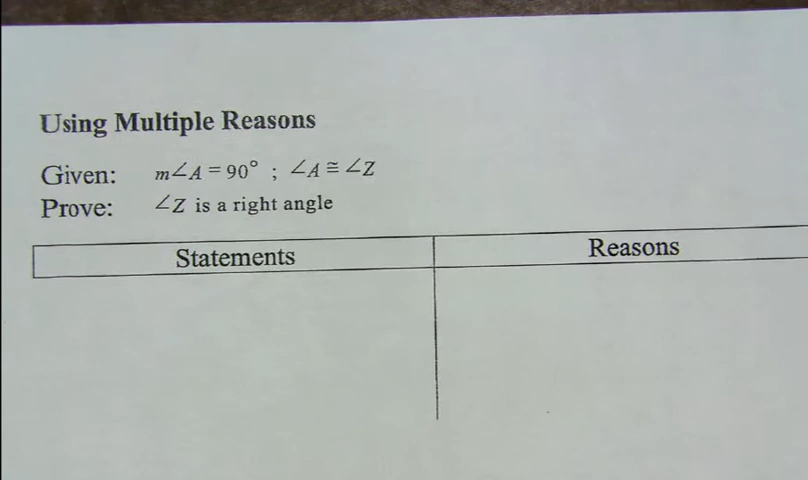 Using Multiple Reasons
Given: m∠A = 90° ; ∠A ≅ ∠Z
Prove: ∠Z is a right angle
Statements Reasons